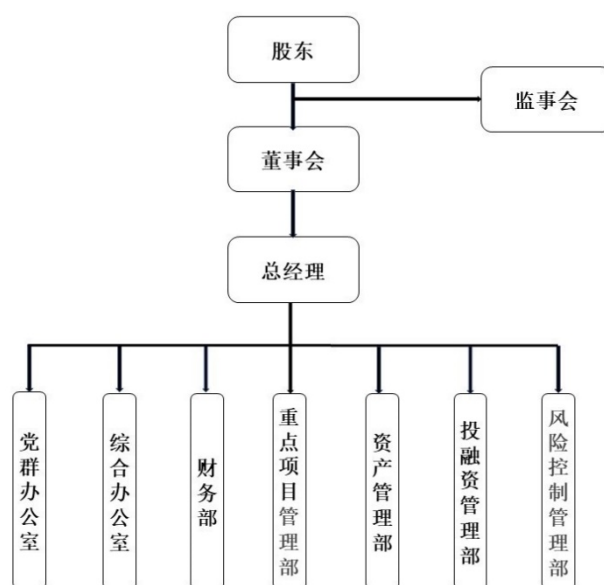 股东
监事会
董事会
总经理
党群办公室
综合办公室
财务部
重点项目管理部
资产管理部
投融资管理部
风险控制管理部